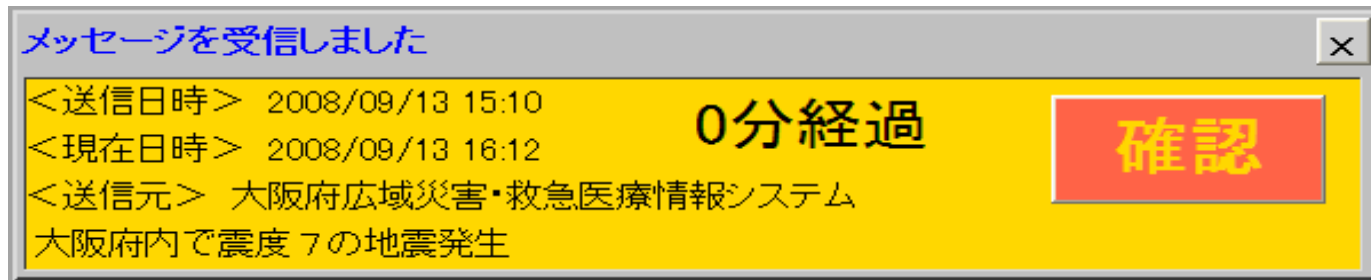 メッセージを受信しました
×
＜送信日時＞ 2008/09/13 15:10
0分経過
確認
＜現在日時＞ 2008/09/13 16:12
＜送信元＞ 大阪府広域災害・救急医療情報システム
大阪府内で震度７の地震発生